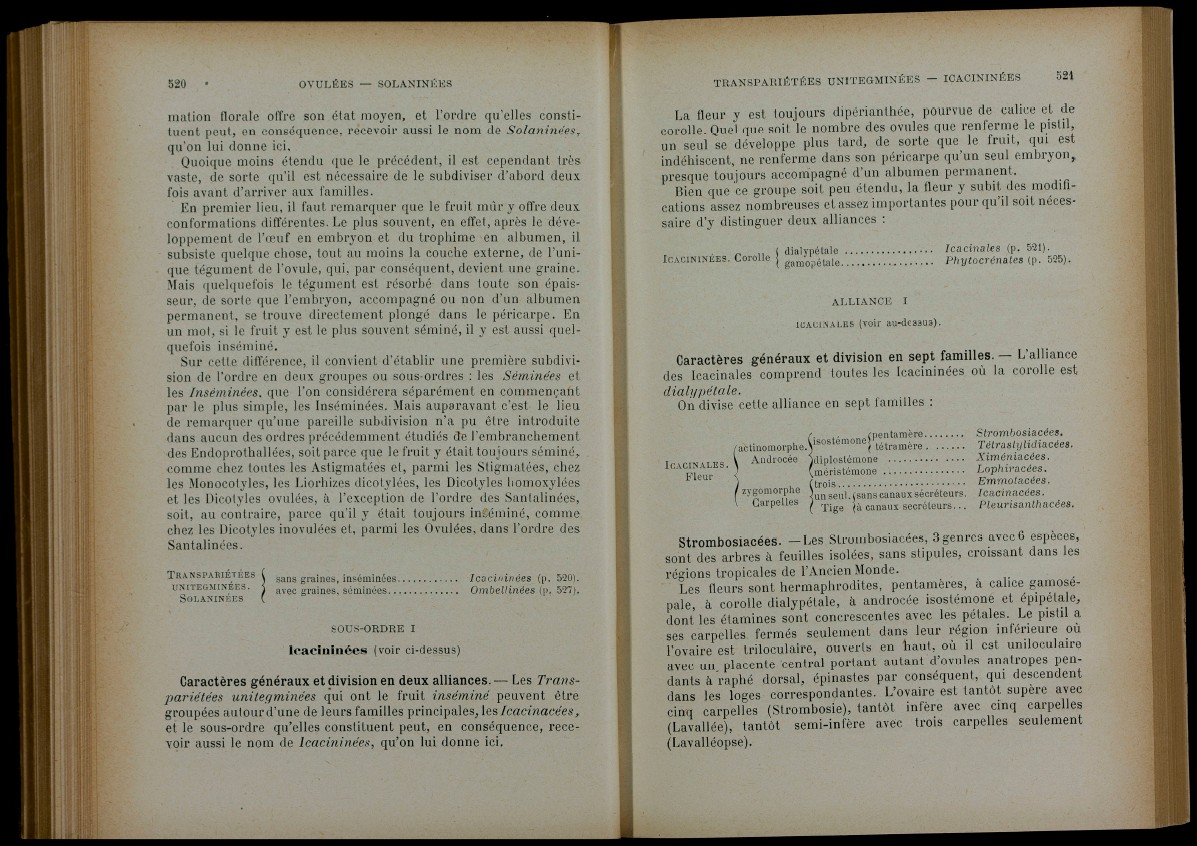 520 OVULÉES — SOLANINÉES
mation florale offre son état moyen, et l'ordre qu'elles consti-
tuent peut, en conséquence, recevoir aussi le nom de Solaninées,
qu'on lui donne ici.
Quoique moins étendu que le précédent, il est cependant très
vaste, de sorte qu'il est nécessaire de le subdiviser d'abord deux
fois avant d'arriver aux familles.
En premier lieu, il faut remarquer que le fruit mûr y offre deux
conformations différentes. Le plus souvent, en effet, après le déve-
loppement de l'œuf en embryon et du trophime en albumen, il
subsiste quelque chose, tout au moins la couche externe, de l'uni-
que tégument de l'ovule, qui, par conséquent, devient une graine.
Mais quelquefois le tégument est résorbé dans toute son épais-
seur, de sorte que l'embryon, accompagné ou non d'un albumen
permanent, se trouve directement plongé dans le péricarpe. En
un mot, si le fruit y est le plus souvent séminé, il y est aussi quel-
quefois inséminé.
Sur cette différence, il convient d'établir une première subdivi-
sion de l'ordre en deux groupes ou sous-ordres : les Séminées et
les Inséminées, que l'on considérera séparément en commençant
par le plus simple, les Inséminées. Mais auparavant c'est le lieu
de remarquer qu'une pareille subdivision n'a pu être introduite
dans aucun des ordres précédemment étudiés de l'embranchement
des Endoprothallées, soit parce que le fruit y était toujours séminé,
comme chez toutes les Astigmatées et, parmi les Stigmatées, chez
les Monocotyles, les Liorhizes dicotylées, les Dicotyles homoxylées
et les Dicotyles ovulées, à l'exception de l'ordre des Santalinées,
soit, au contraire, parce qu'il y était toujours inséminé, comme
chez les Dicotyles inovulées et, parmi les Ovulées, dans l'ordre des
Santalinées.
TRANSPARIÉTÉES
UNITEGMINÉES.
SOLANINÉES
sans graines, inséminées............ Icacininées (p. 520).
avec graines, séminées.............. Ombellinées (p. 527).
SOUS-ORDRE I
Icacininées (voir ci-dessus)
Caractères généraux et division en deux alliances. — Les Trans-
pariétées unitegminées qui ont le fruit inséminé peuvent être
groupées autour d'une de leurs familles principales, les Icacinacées,
et le sous-ordre qu'elles constituent peut, en conséquence, rece-
voir aussi le nom de Icacininées, qu'on lui donne ici.
TRANSPARIÉTÉES UNITEGMINÉES — ICACININÉES 521
La fleur y est toujours dipérianthée, pourvue de calice et de
corolle. Quel que soit le nombre des ovules que renferme le pistil,
un seul se développe plus tard, de sorte que le fruit, qui est
indéhiscent, ne renferme dans son péricarpe qu'un seul embryon,
presque toujours accompagné d'un albumen permanent.
Bien que ce groupe soit peu étendu, la fleur y subit des modifi-
cations assez nombreuses et assez importantes pour qu'il soit néces-
saire d'y distinguer deux alliances :
ICACININÉES. Corolle
dialypétale .................. Icacinales (p. 521).
gamopétale.................. Phytocrénales (p. 525).
ALLIANCE I
ICACINALES (voir au-dessus).
Caractères généraux et division en sept familles. — L'alliance
des Icacinales comprend toutes les Icacininées où la corolle est
dialypétale.
On divise cette alliance en sept familles :
ICACINALES.
Fleur
actinomorphe.
Androcée
isostémone
pentamère........ Strombosiacées.
tétramère. ...... Tétrastylidiacées.
diplostémone .............. Ximéniacées.
méristémone ................ Lophiracées.
zygomorphe
Carpelles
trois......................... Emmotacées.
un seul.
Tige
sans canaux sécréteurs. Icacinacées.
à canaux sécréteurs... Pleurisanthacées.
Strombosiacées. — Les Strombosiacées, 3 genres avec 6 espèces,
sont des arbres à feuilles isolées, sans stipules, croissant dans les
régions tropicales de l'Ancien Monde.
Les fleurs sont hermaphrodites, pentamères, à calice gamosé-
pale, à corolle dialypétale, à androcée isostémone et épipétale,
dont les étamines sont concrescentes avec les pétales. Le pistil a
ses carpelles fermés seulement dans leur région inférieure où
l'ovaire est triloculaire, ouverts en haut, où il est uniloculaire
avec un placente central portant autant d'ovules anatropes pen-
dants à raphé dorsal, épinastes par conséquent, qui descendent
dans les loges correspondantes. L'ovaire est tantôt supère avec
cinq carpelles (Strombosie), tantôt infère avec cinq carpelles
(Lavallée), tantôt semi-infère avec trois carpelles seulement
(Lavalléopse).